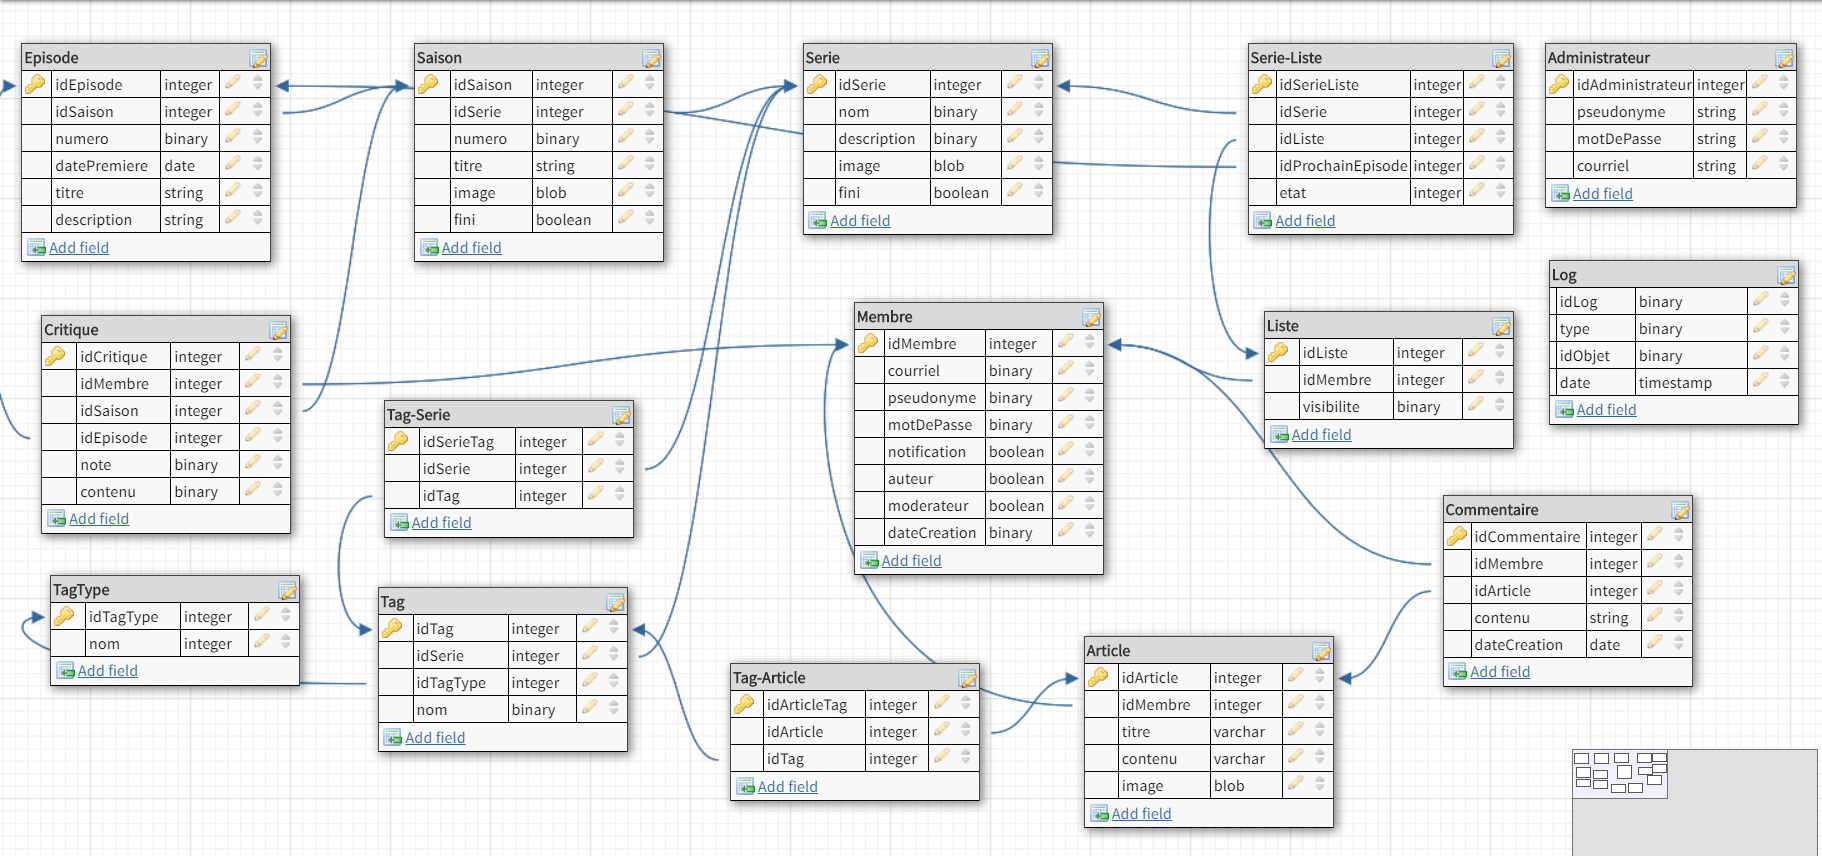 Episode
idEpisode integer
idSaison integer
numero binary
datePremiere date
titre string
description string
Add field
Saison
idSaison integer
idSerie integer
numero binary
titre string
image blob
fini boolean
Add field
Serie
idSerie integer
nom binary
description binary
image blob
fini boolean
Add field
Serie-Liste
idSerieListe integer
idSerie integer
idListe integer
idProchainEpisode integer
etat integer
Add field
Administrateur
idAdministrateur integer
pseudonyme string
motDePasse string
courriel string
Add field
Log
idLog binary
type binary
idObjet binary
date timestamp
Add field
Critique
idCritique integer
idMembre integer
idSaison integer
idEpisode integer
note binary
contenu binary
Add field
Tag-Serie
idSerieTag integer
idSerie integer
idTag integer
Add field
Membre
idMembre integer
courriel binary
pseudonyme binary
motDePasse binary
notification boolean
auteur boolean
moderateur boolean
dateCreation binary
Add field
Liste
idListe integer
idMembre integer
visibilite binary
Add field
Commentaire
idCommentaire integer
idMembre integer
idArticle integer
contenu string
dateCreation date
Add field
TagType
idTagType integer
nom integer
Add field
Tag
idTag integer
idSerie integer
idTagType integer
nom binary
Add field
Tag-Article
idArticleTag integer
idArticle integer
idTag integer
Add field
Article
idArticle integer
idMembre integer
titre varchar
contenu varchar
image blob
Add field